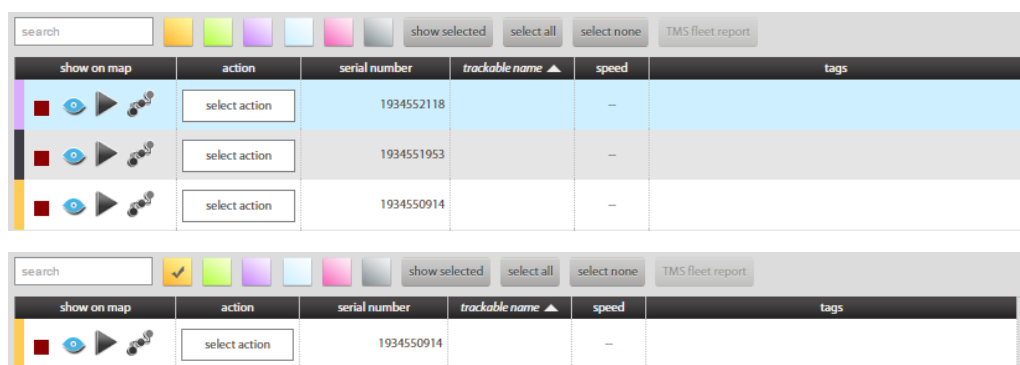 search show selected select all select none TMS fleet report
show on map action serial number trackable name speed tags
select action 1934552118 --
select action 1934551953 --
select action 1934550914 --
search show selected select all select none TMS fleet report
show on map action serial number trackable name speed tags
select action 1934550914 --